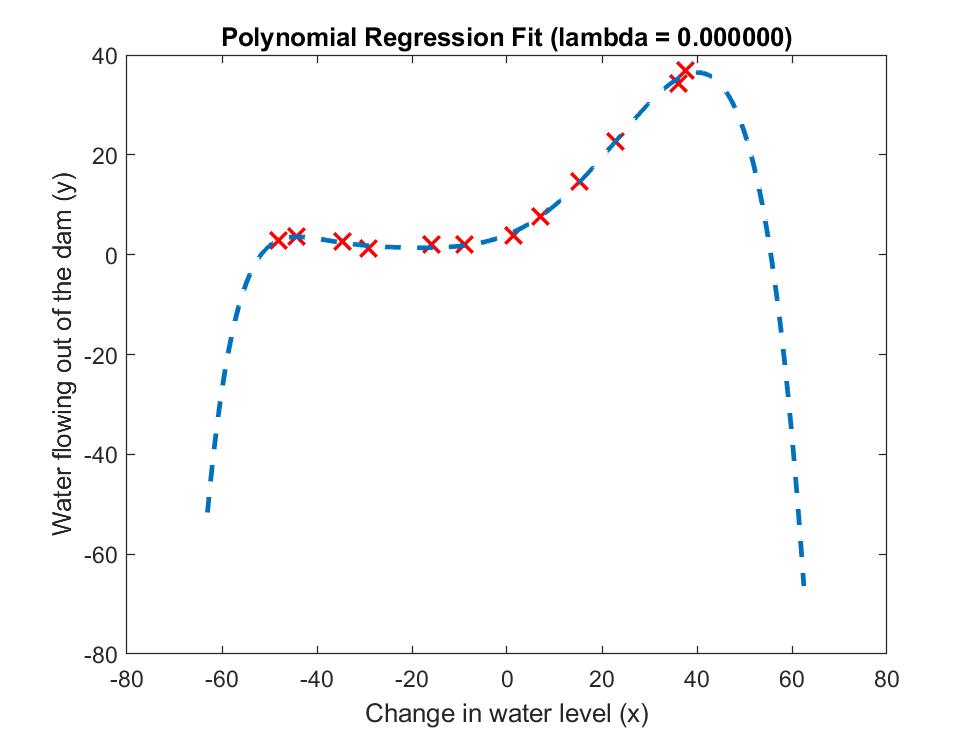 Polynomial Regression Fit (lambda = 0.000000)
40
20
0
-20
-40
-60
-80
-80 -60 -40 -20 0 20 40 60 80
Water flowing out of the dam (y)
Change in water level (x)